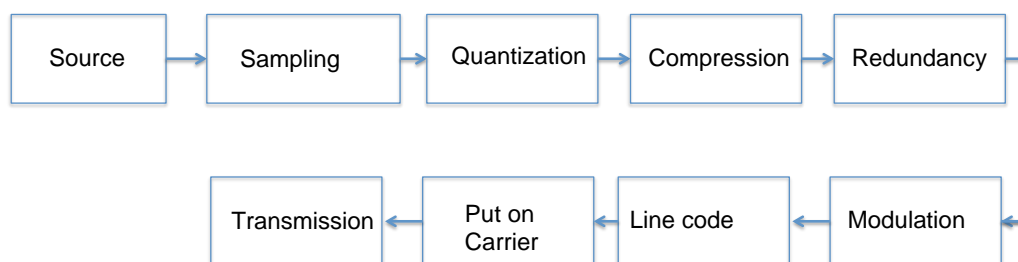 Source
Sampling
Quantization
Compression
Redundancy
Transmission
Put on
Carrier
Line code
Modulation